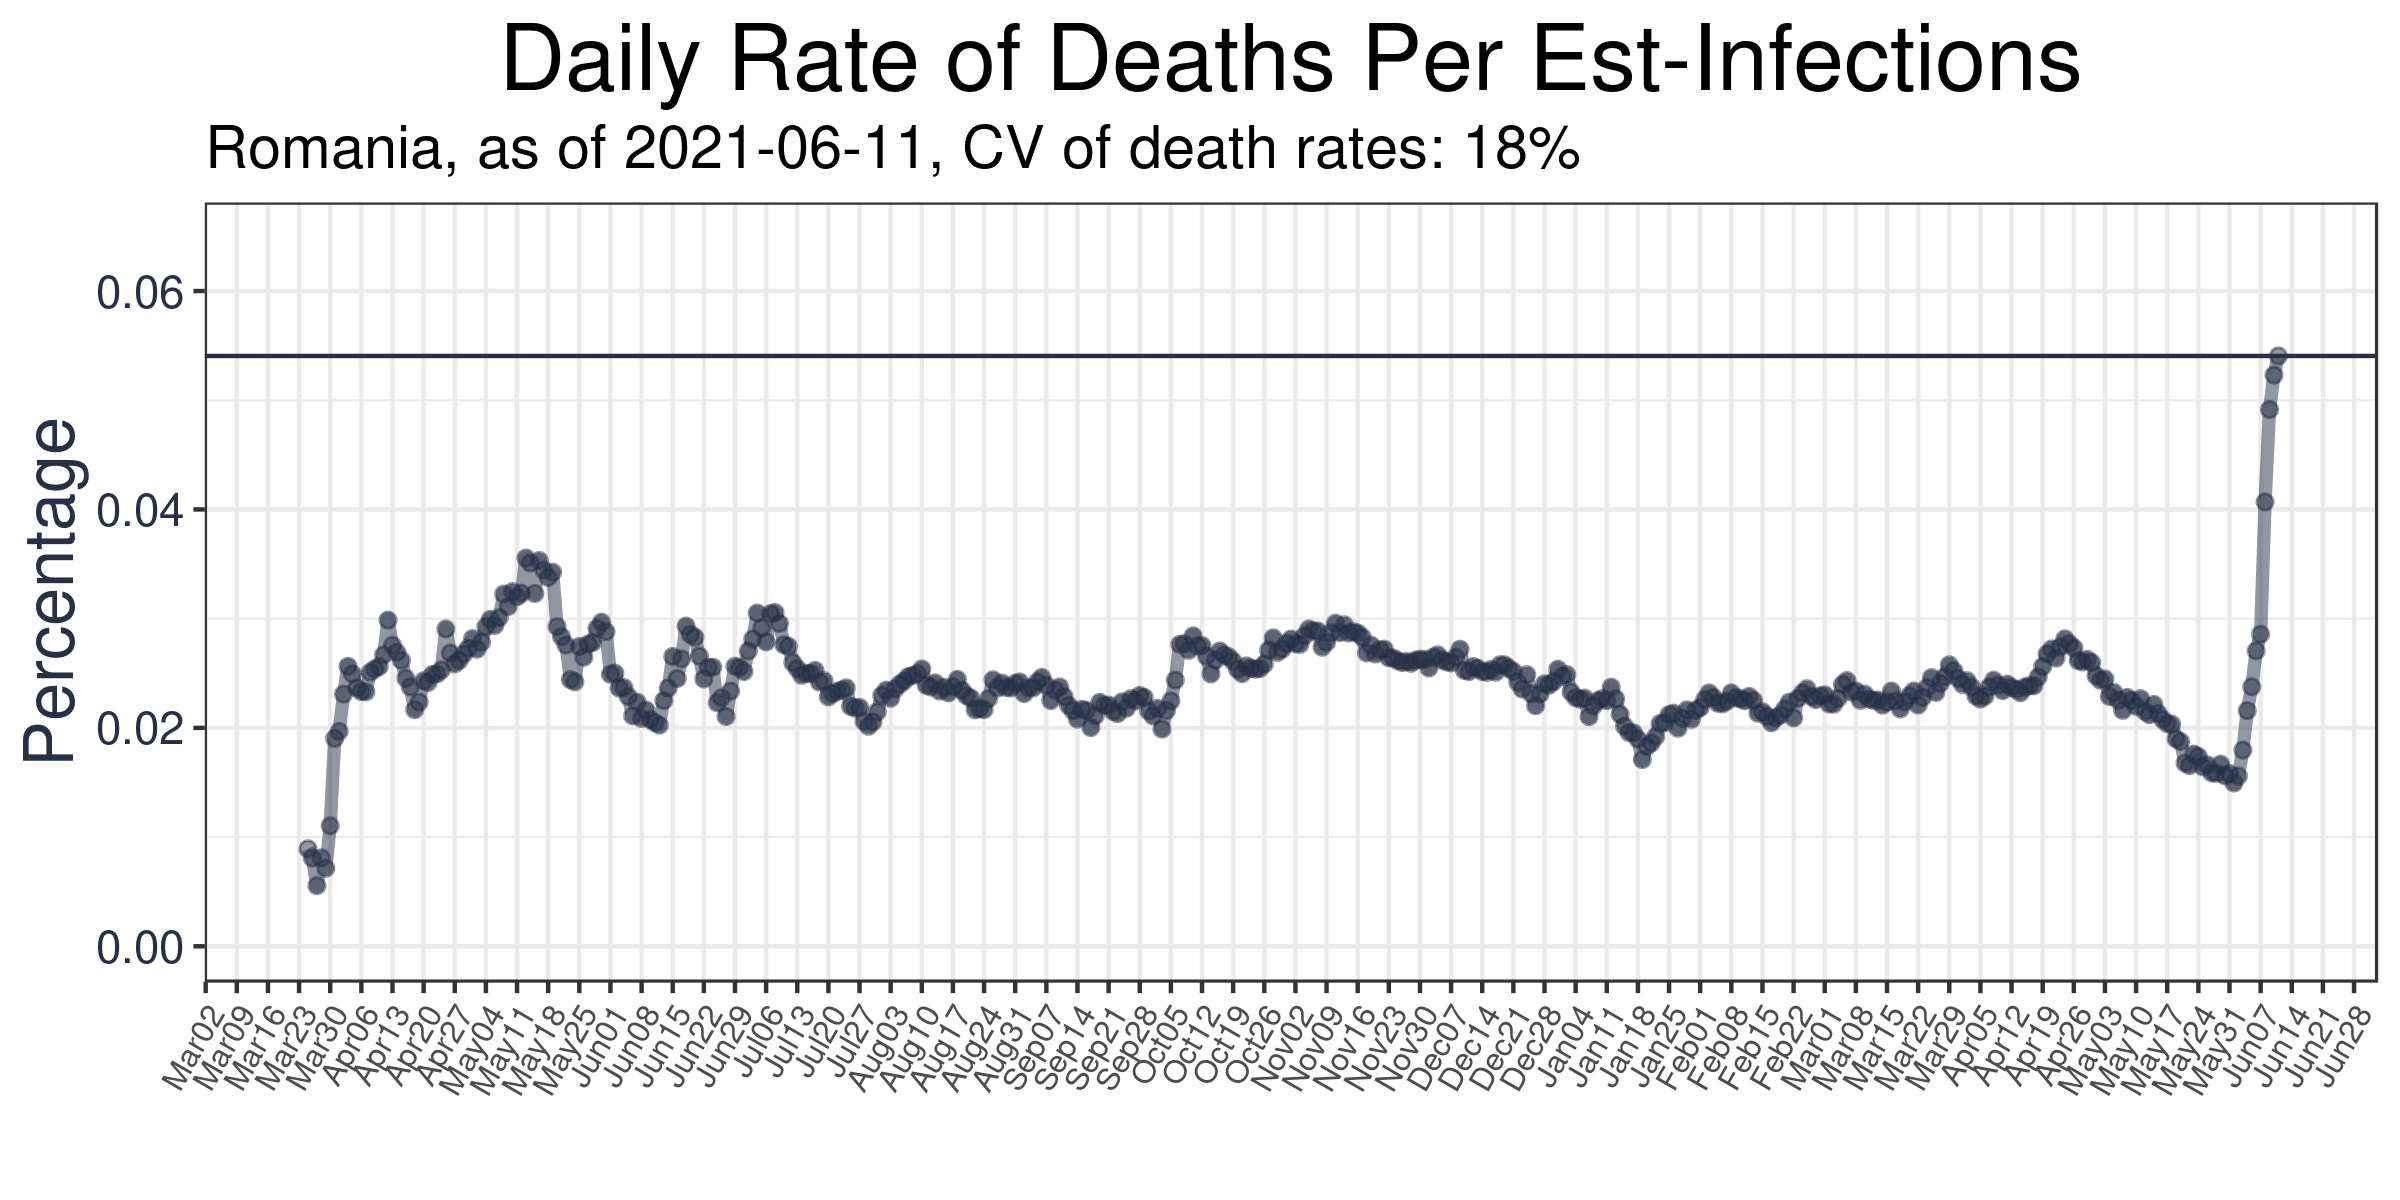 Daily Rate of Deaths Per Est-Infections
Romania, as of 2021-06-11, CV of death rates: 18%
Percentage
0.06
0.04
0.02
0.00
Mar02 Mar09 Mar16 Mar23 Mar30 Apr06 Apr13 Apr20 Apr27 May04 May11 May18 May25 Jun01 Jun08 Jun15 Jun22 Jun29 Jul06 Jul13 Jul20 Jul27 Aug03 Aug10 Aug17 Aug24 Aug31 Sep07 Sep14 Sep21 Sep28 Oct05 Oct12 Oct19 Oct26 Nov02 Nov09 Nov16 Nov23 Nov30 Dec07 Dec14 Dec21 Dec28 Jan04 Jan11 Jan18 Jan25 Feb01 Feb08 Feb15 Feb22 Mar01 Mar08 Mar15 Mar22 Mar29 Apr05 Apr12 Apr19 Apr26 May03 May10 May17 May24 May31 Jun07 Jun14 Jun21 Jun28